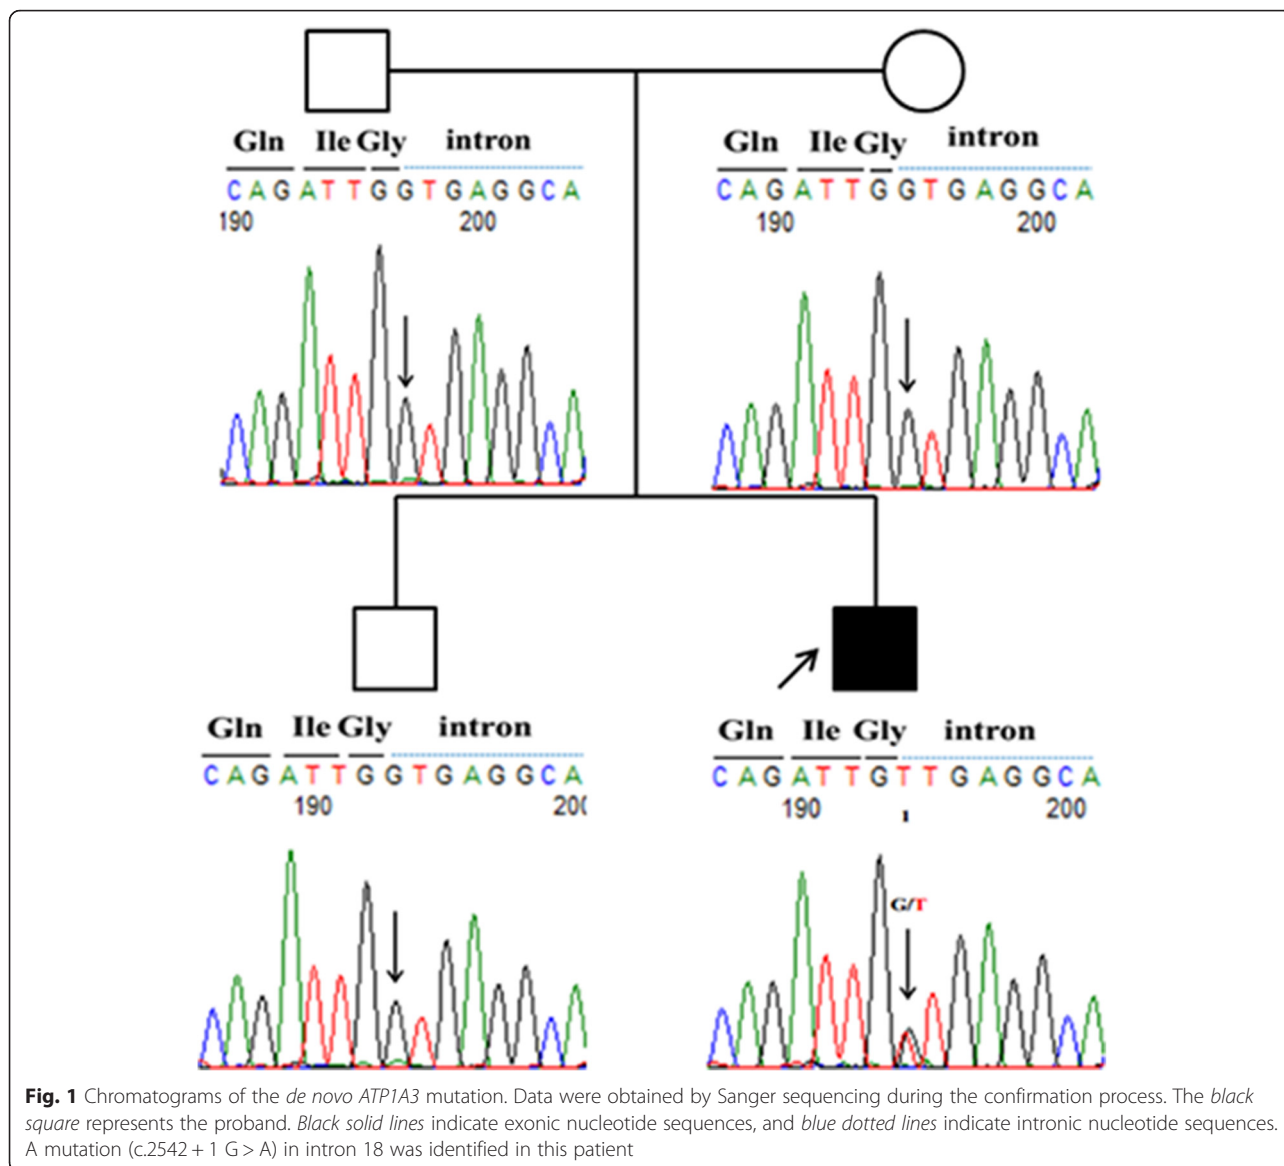 Gln Ile Gly intron
CAGATTGGTGAGGCA
190 200
Gln Ile Gly intron
CAGATTGGTGAGGCA
190 200
Gln Ile Gly intron
CAGATTGGTGAGGCA
190 200
Gln Ile Gly intron
CAGATTGTTGAGGCA
190 1 200
G/T
Fig. 1 Chromatograms of the de novo ATP1A3 mutation. Data were obtained by Sanger sequencing during the confirmation process. The black
square represents the proband. Black solid lines indicate exonic nucleotide sequences, and blue dotted lines indicate intronic nucleotide sequences.
A mutation (c.2542 + 1 G > A) in intron 18 was identified in this patient